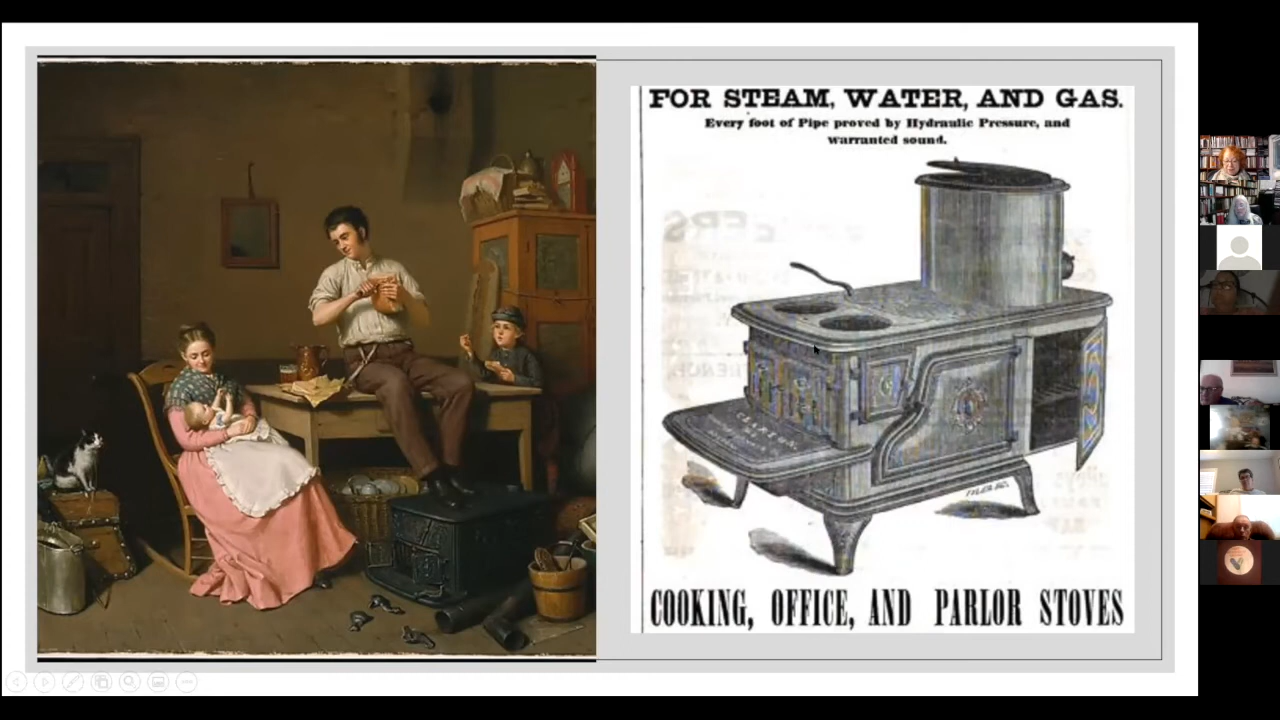 FOR STEAM, WATER, AND GAS.
Every foot of Pipe proved by Hydraulic Pressure, and
warranted sound.
COOKING, OFFICE, AND PARLOR STOVES